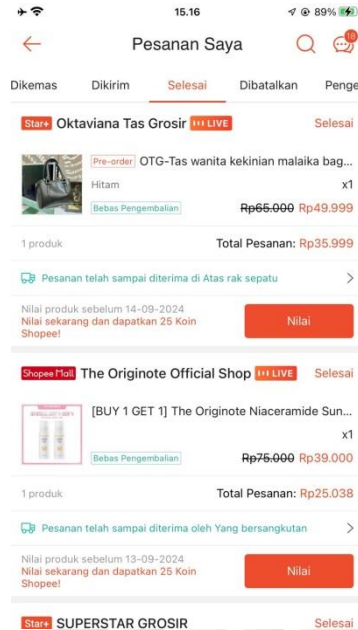 15.16
89%
Pesanan Saya
18
Dikemas Dikirim Selesai Dibatalkan Penge
Star+ Oktaviana Tas Grosir LIVE Selesai
Pre-order OTG-Tas wanita kekinian malaika bag...
Hitam x1
Bebas Pengembalian Rp65.000 Rp49.999
1 produk Total Pesanan: Rp35.999
Pesanan telah sampai diterima di Atas rak sepatu
Nilai produk sebelum 14-09-2024
Nilai sekarang dan dapatkan 25 Koin
Shopee!
Nilai
Shopee Mall The Originote Official Shop LIVE Selesai
[BUY 1 GET 1] The Originote Niaceramide Sun...
x1
Bebas Pengembalian Rp75.000 Rp39.000
1 produk Total Pesanan: Rp25.038
Pesanan telah sampai diterima oleh Yang bersangkutan
Nilai produk sebelum 13-09-2024
Nilai sekarang dan dapatkan 25 Koin
Shopee!
Nilai
Star+ SUPERSTAR GROSIR Selesai